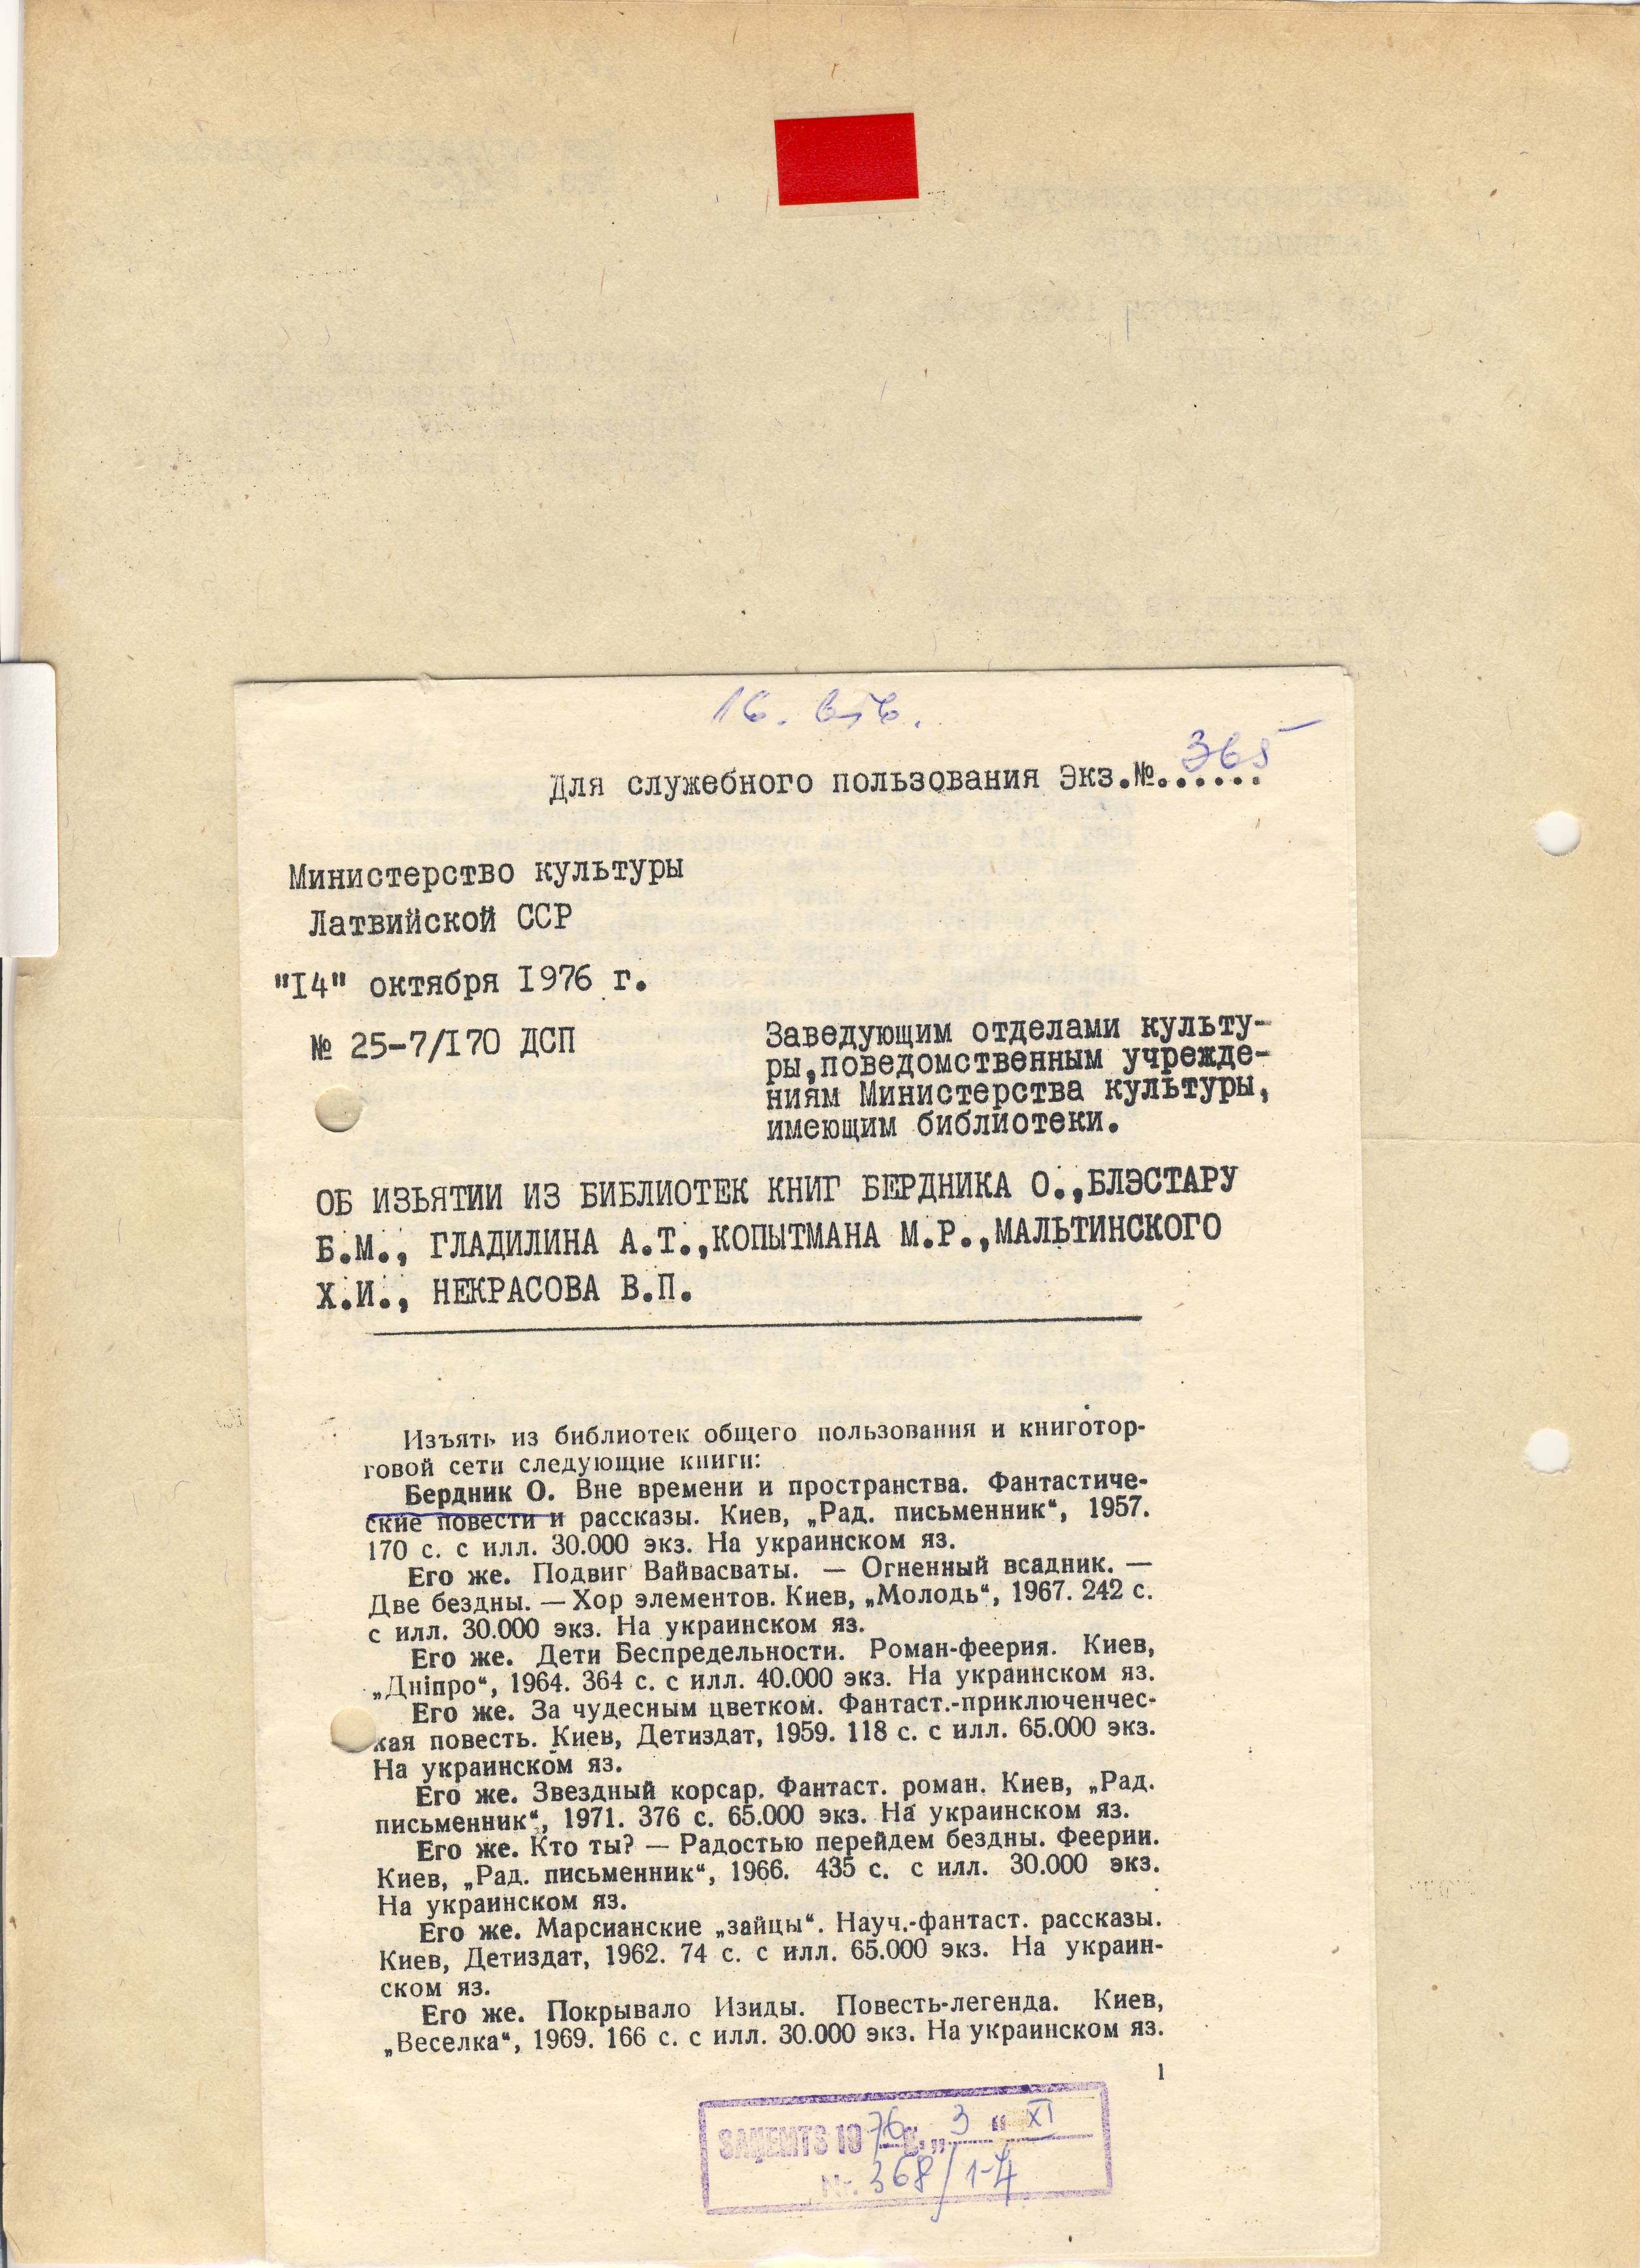 Для служебного пользования Экз.№......
365
Министерство культуры
Латвийской ССР
"I4" октября I976 г.
№ 25-7/I70 ДСП
Заведующим отделами культу-
ры,поведомственным учрежде-
ниям Министерства культуры,
имеющим библиотеки.
ОБ ИЗЬЯТИИ ИЗ БИБЛИОТЕК КНИГ БЕРДНИКА О.,БЛЭСТАРУ
Б.М., ГЛАДИЛИНА А.Т.,КОПЫТМАНА М.Р.,МАЛЬТИНСКОГО
Х.И., НЕКРАСОВА В.П.
Изъять из библиотек общего пользования и книготор-
говой сети следующие книги:
Бердник О. Вне времени и пространства. Фантастиче-
ские повести и рассказы. Киев, „Рад. письменник“, 1957.
170 с. с илл. 30.000 экз. На украинском яз.
Его же. Подвиг Вайвасваты. — Огненный всадник. —
Две бездны. — Хор элементов. Киев, „Молодь“, 1967. 242 с.
с илл. 30.000 экз. На украинском яз.
Его же. Дети Беспредельности. Роман-феерия. Киев,
„Дніпро“, 1964. 364 с. с илл. 40.000 экз. На украинском яз.
Его же. За чудесным цветком. Фантаст.-приключенчес-
кая повесть. Киев, Детиздат, 1959. 118 с. с илл. 65.000 экз.
На украинском яз.
Его же. Звездный корсар. Фантаст. роман. Киев, „Рад.
письменник“, 1971. 376 с. 65.000 экз. На украинском яз.
Его же. Кто ты? — Радостью перейдем бездны. Феерии.
Киев, „Рад. письменник“, 1966. 435 с. с илл. 30.000 экз.
На украинском яз.
Его же. Марсианские „зайцы“. Науч.-фантаст. рассказы.
Киев, Детиздат, 1962. 74 с. с илл. 65.000 экз. На украин-
ском яз.
Его же. Покрывало Изиды. Повесть-легенда. Киев,
„Веселка“, 1969. 166 с. с илл. 30.000 экз. На украинском яз.
1
SAŅEMTS 19 76 g. „ 3 “ XI
Nr. 368/1-4